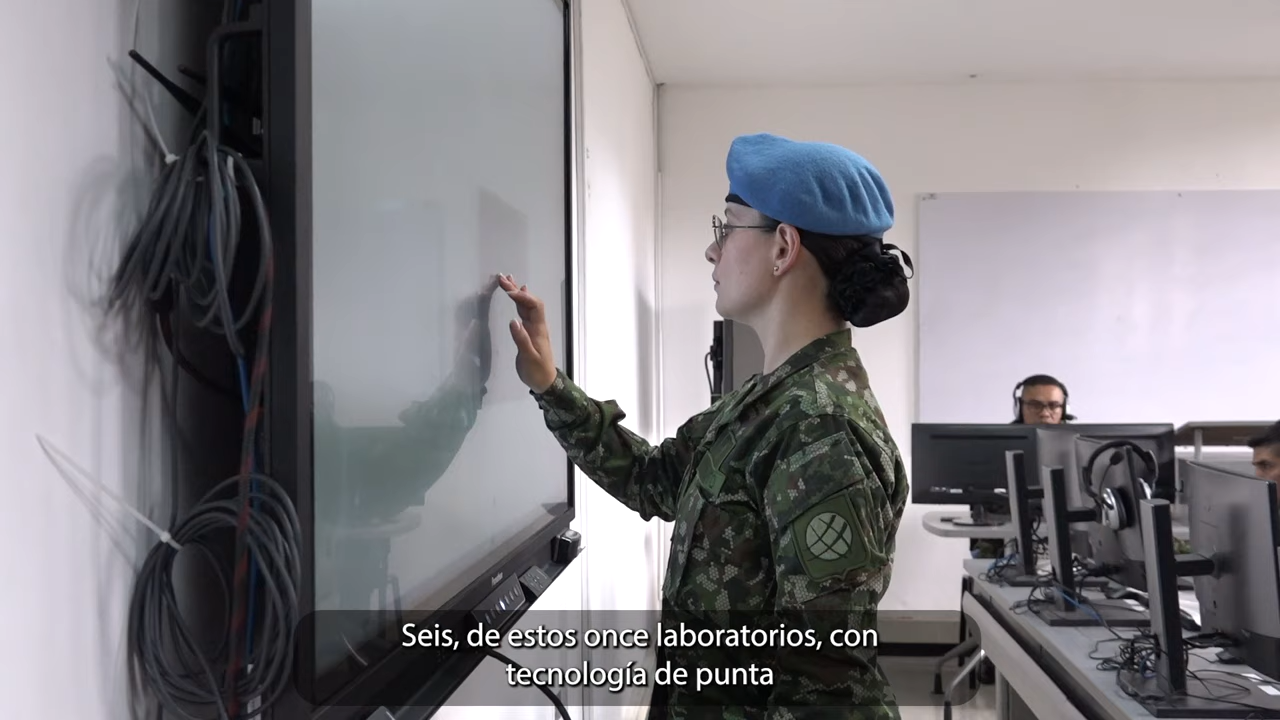 Seis, de estos once laboratorios, con
tecnología de punta